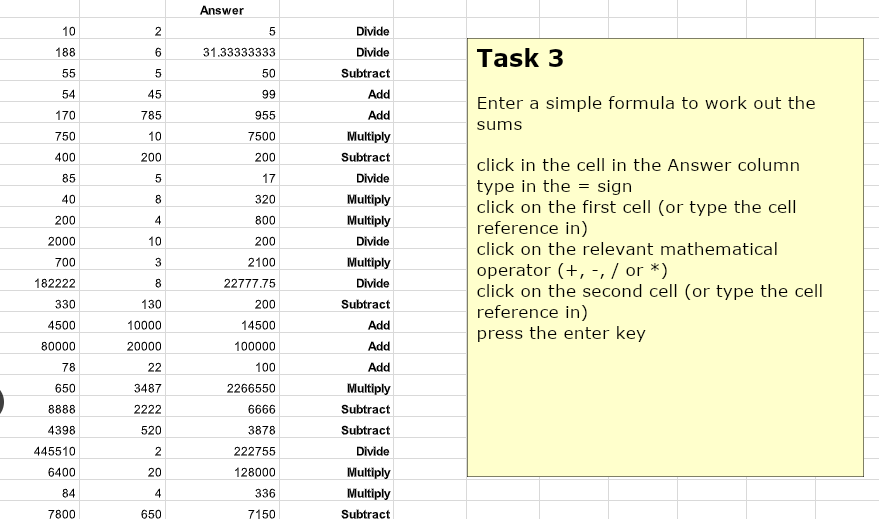 Answer
10 2 5 Divide
188 6 31.33333333 Divide
55 5 50 Subtract
54 45 99 Add
170 785 955 Add
750 10 7500 Multiply
400 200 200 Subtract
85 5 17 Divide
40 8 320 Multiply
200 4 800 Multiply
2000 10 200 Divide
700 3 2100 Multiply
182222 8 22777.75 Divide
330 130 200 Subtract
4500 10000 14500 Add
80000 20000 100000 Add
78 22 100 Add
650 3487 2266550 Multiply
8888 2222 6666 Subtract
4398 520 3878 Subtract
445510 2 222755 Divide
6400 20 128000 Multiply
84 4 336 Multiply
7800 650 7150 Subtract
Task 3
Enter a simple formula to work out the
sums
click in the cell in the Answer column
type in the = sign
click on the first cell (or type the cell
reference in)
click on the relevant mathematical
operator (+, -, / or *)
click on the second cell (or type the cell
reference in)
press the enter key